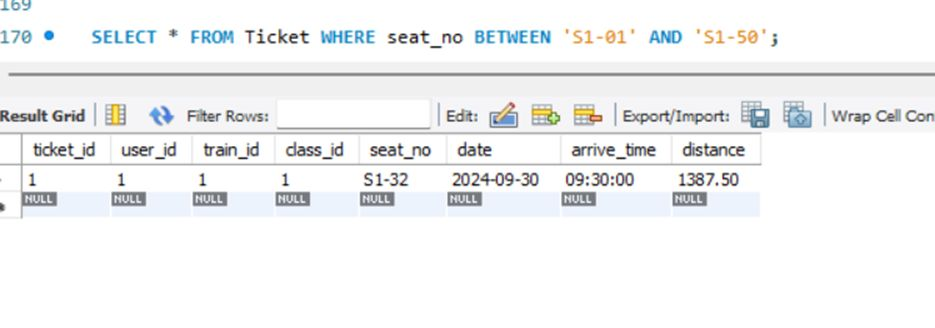 169
170 SELECT * FROM Ticket WHERE seat_no BETWEEN 'S1-01' AND 'S1-50';
Result Grid Filter Rows: Edit: Export/Import: Wrap Cell Con
ticket_id user_id train_id class_id seat_no date arrive_time distance
1 1 1 1 S1-32 2024-09-30 09:30:00 1387.50
NULL NULL NULL NULL NULL NULL NULL NULL